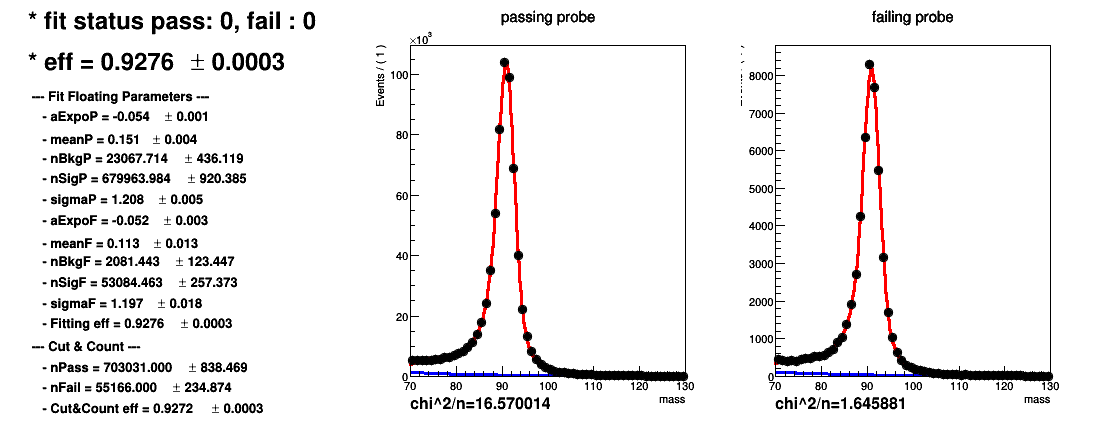 * fit status pass: 0, fail : 0
* eff = 0.9276 ± 0.0003
--- Fit Floating Parameters ---
- aExpoP = -0.054 ± 0.001
- meanP = 0.151 ± 0.004
- nBkgP = 23067.714 ± 436.119
- nSigP = 679963.984 ± 920.385
- sigmaP = 1.208 ± 0.005
- aExpoF = -0.052 ± 0.003
- meanF = 0.113 ± 0.013
- nBkgF = 2081.443 ± 123.447
- nSigF = 53084.463 ± 257.373
- sigmaF = 1.197 ± 0.018
- Fitting eff = 0.9276 ± 0.0003
--- Cut & Count ---
- nPass = 703031.000 ± 838.469
- nFail = 55166.000 ± 234.874
- Cut&Count eff = 0.9272 ± 0.0003
passing probe
×10³
Events / ( 1 )
100
80
60
40
20
0
70 80 90 100 110 120 130
mass
chi^2/n=16.570014
failing probe
8000
7000
6000
5000
4000
3000
2000
1000
0
70 80 90 100 110 120 130
mass
chi^2/n=1.645881